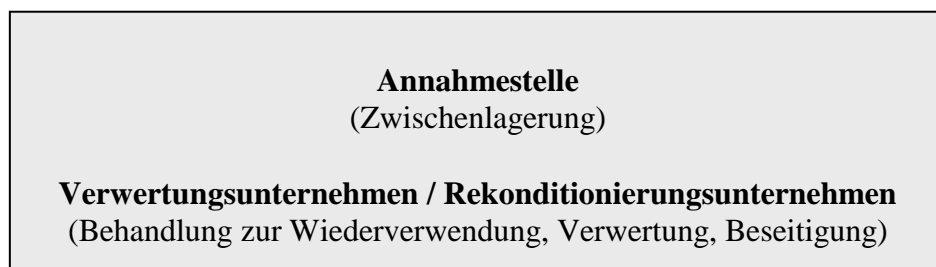 Annahmestelle
(Zwischenlagerung)
Verwertungsunternehmen / Rekonditionierungsunternehmen
(Behandlung zur Wiederverwendung, Verwertung, Beseitigung)